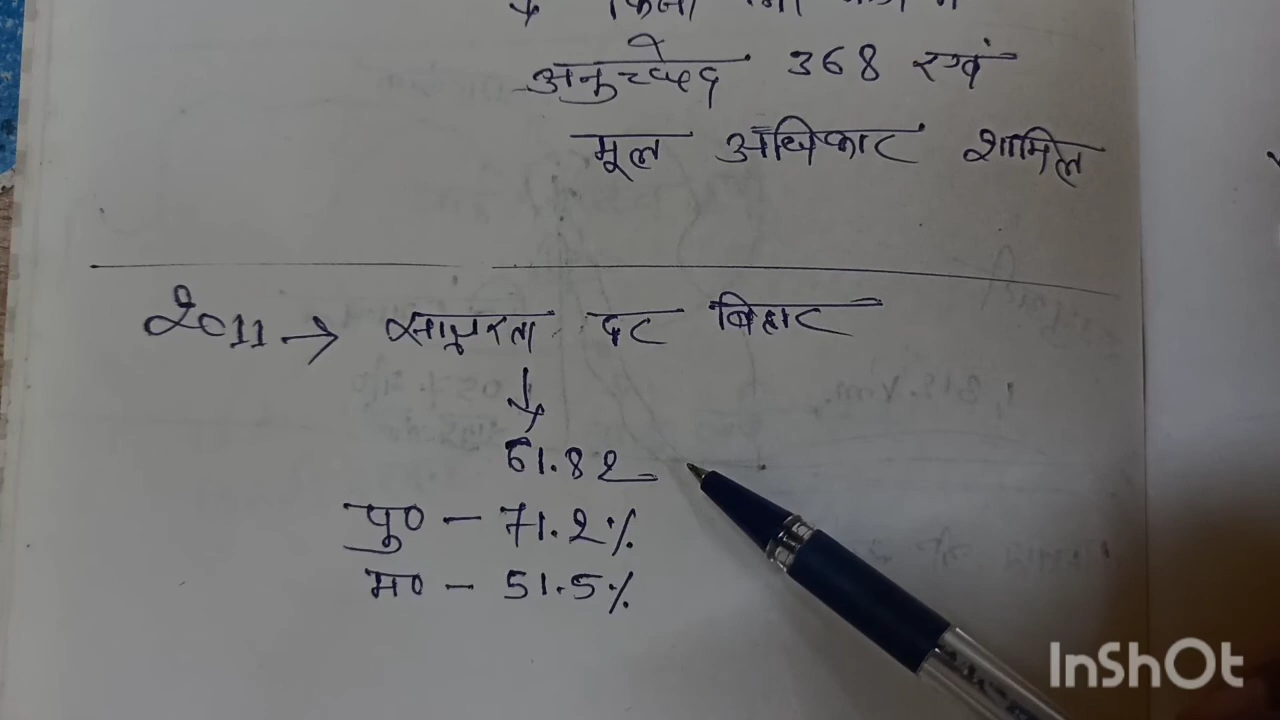 अनुच्छेद 368 एवं
मूल अधिकार शामिल
2011 → साक्षरता दर बिहार
↓
61.82
पु० - 71.2%
म० - 51.5%
InShOt